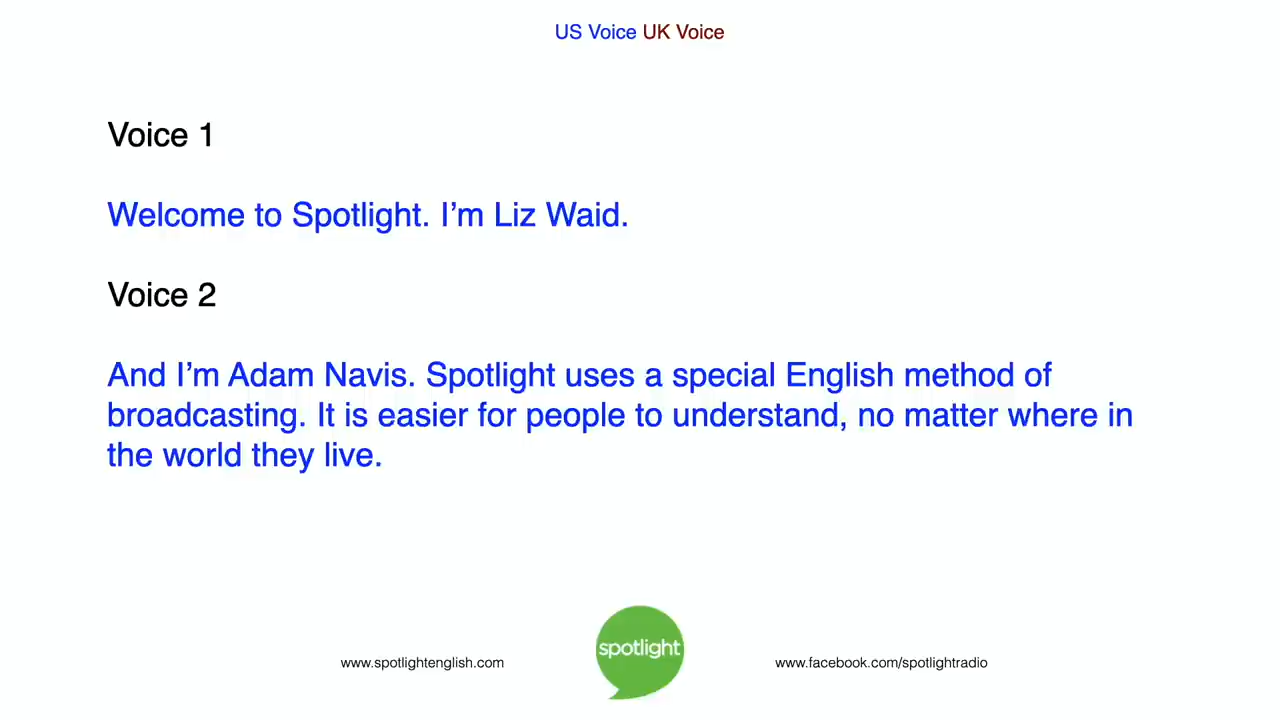 US Voice UK Voice
Voice 1
Welcome to Spotlight. I’m Liz Waid.
Voice 2
And I’m Adam Navis. Spotlight uses a special English method of
broadcasting. It is easier for people to understand, no matter where in
the world they live.
www.spotlightenglish.com
spotlight
www.facebook.com/spotlightradio